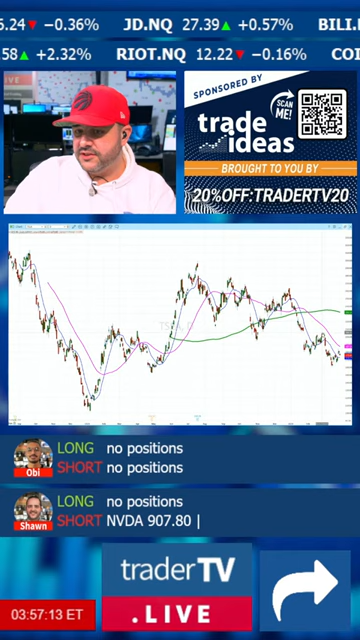 5.24 ▼ −0.36% JD.NQ 27.39 ▲ +0.57% BILI.
.58 ▲ +2.32% RIOT.NQ 12.22 ▼ −0.16% COI
SPONSORED BY
SCAN ME!
trade ideas
BROUGHT TO YOU BY
20%OFF:TRADERTV20
LONG no positions
SHORT no positions
Obi
LONG no positions
SHORT NVDA 907.80 |
Shawn
traderTV
.LIVE
03:57:13 ET